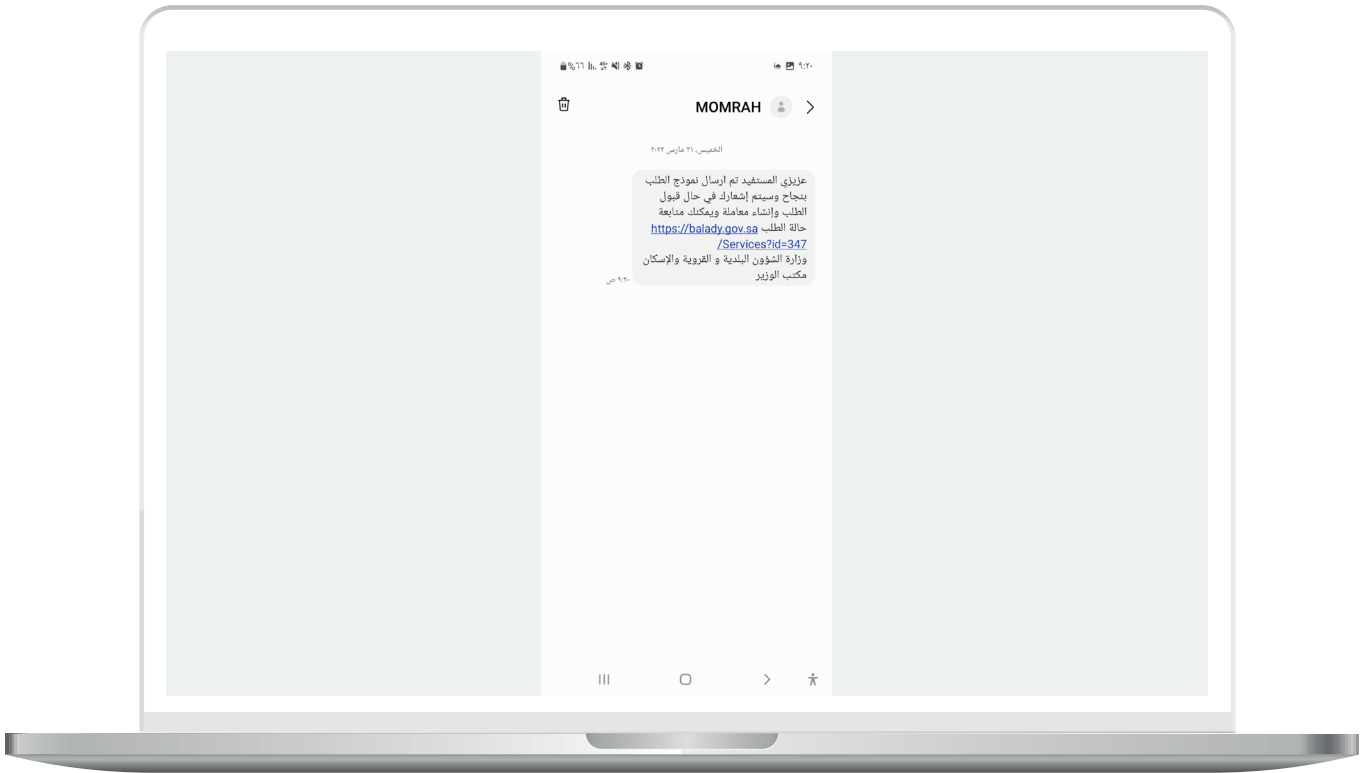 %٦٦
٩:٢٠
MOMRAH
الخميس، ٣١ مارس ٢٠٢٢
عزيزي المستفيد تم ارسال نموذج الطلب
بنجاح وسيتم إشعارك في حال قبول
الطلب وإنشاء معاملة ويمكنك متابعة
حالة الطلب https://balady.gov.sa
/Services?id=347
وزارة الشؤون البلدية و القروية والإسكان
مكتب الوزير
٩:٢٠ ص